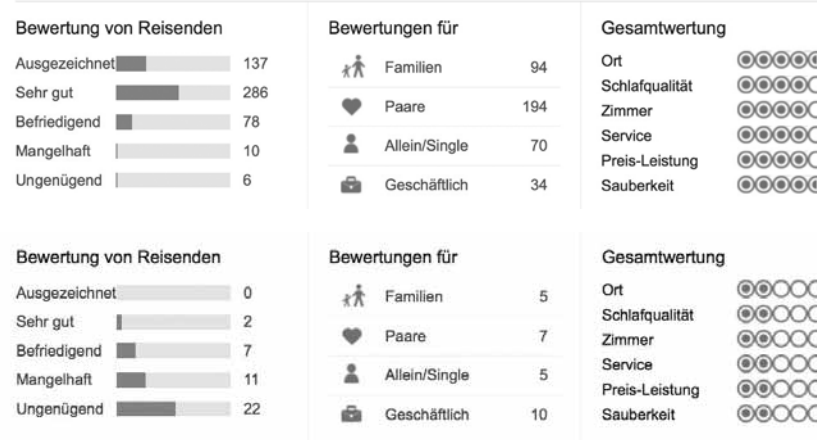 Bewertung von Reisenden
Ausgezeichnet 137
Sehr gut 286
Befriedigend 78
Mangelhaft 10
Ungenügend 6
Bewertungen für
Familien 94
Paare 194
Allein/Single 70
Geschäftlich 34
Gesamtwertung
Ort
Schlafqualität
Zimmer
Service
Preis-Leistung
Sauberkeit
Bewertung von Reisenden
Ausgezeichnet 0
Sehr gut 2
Befriedigend 7
Mangelhaft 11
Ungenügend 22
Bewertungen für
Familien 5
Paare 7
Allein/Single 5
Geschäftlich 10
Gesamtwertung
Ort
Schlafqualität
Zimmer
Service
Preis-Leistung
Sauberkeit